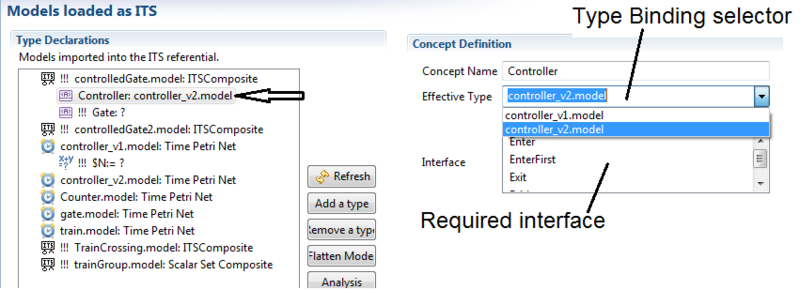 Models loaded as ITS
Type Declarations
Models imported into the ITS referential.
!!! controlledGate.model: ITSComposite
Controller: controller_v2.model
!!! Gate: ?
!!! controlledGate2.model: ITSComposite
controller_v1.model: Time Petri Net
X+Y =? !!! $N:= ?
controller_v2.model: Time Petri Net
Counter.model: Time Petri Net
gate.model: Time Petri Net
train.model: Time Petri Net
!!! TrainCrossing.model: ITSComposite
!!! trainGroup.model: Scalar Set Composite
Refresh
Add a type
Remove a type
Flatten Mode
Analysis
Type Binding selector
Concept Definition
Concept Name Controller
Effective Type controller_v2.model
controller_v1.model
controller_v2.model
Interface
Enter
EnterFirst
Exit
Required interface